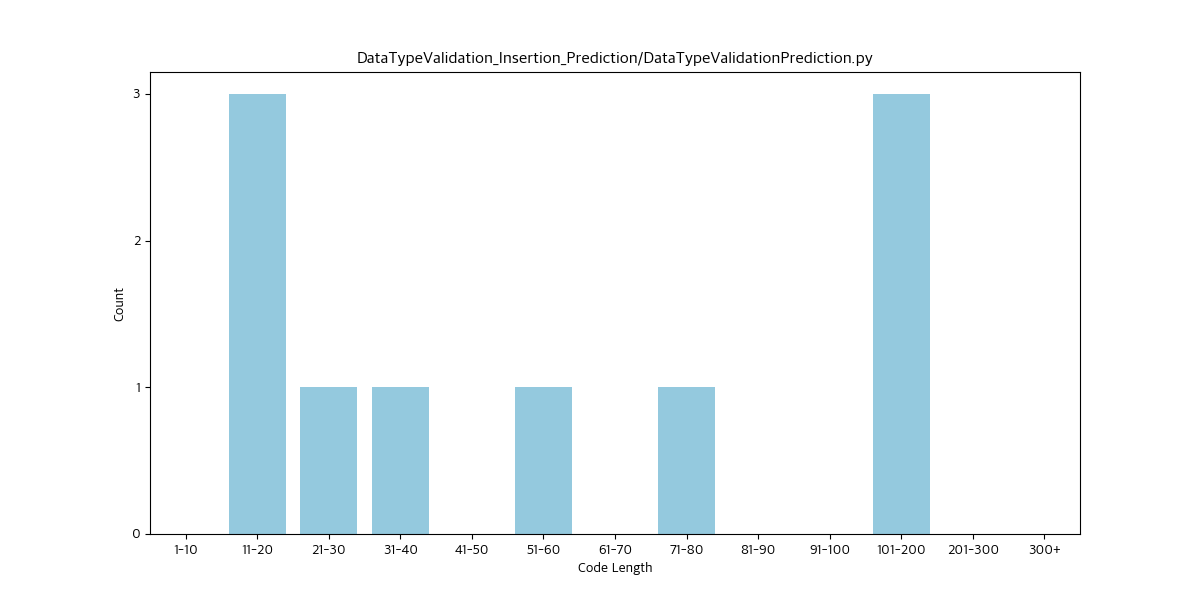 DataTypeValidation_Insertion_Prediction/DataTypeValidationPrediction.py
3
2
1
0
Count
1-10 11-20 21-30 31-40 41-50 51-60 61-70 71-80 81-90 91-100 101-200 201-300 300+
Code Length